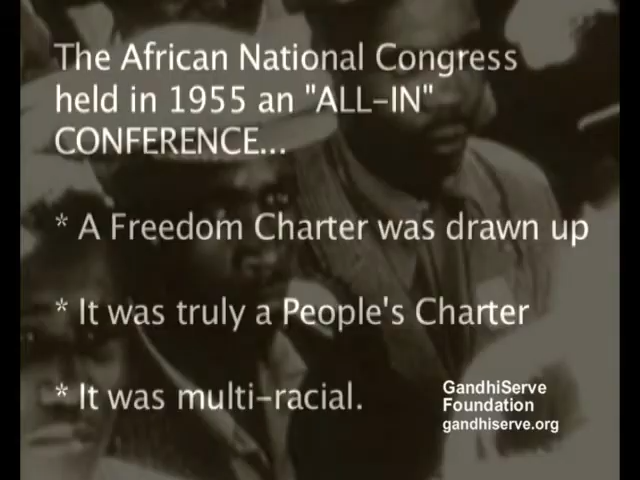 The African National Congress
held in 1955 an "ALL-IN"
CONFERENCE...
* A Freedom Charter was drawn up
* It was truly a People's Charter
* It was multi-racial.
GandhiServe
Foundation
gandhiserve.org